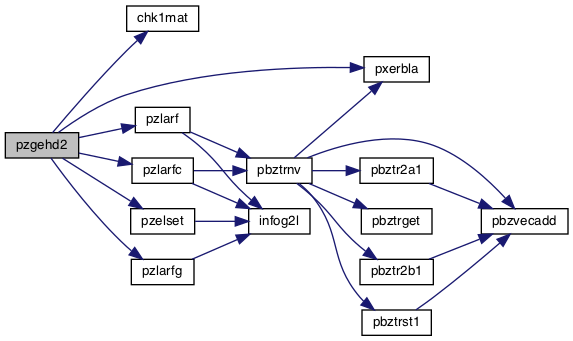 chk1mat
pxerbla
pzlarf
pzgehd2
pzlarfc
pbztrnv
pbztr2a1
pzelset
infog2l
pbztrget
pbzvecadd
pzlarfg
pbztr2b1
pbztrst1